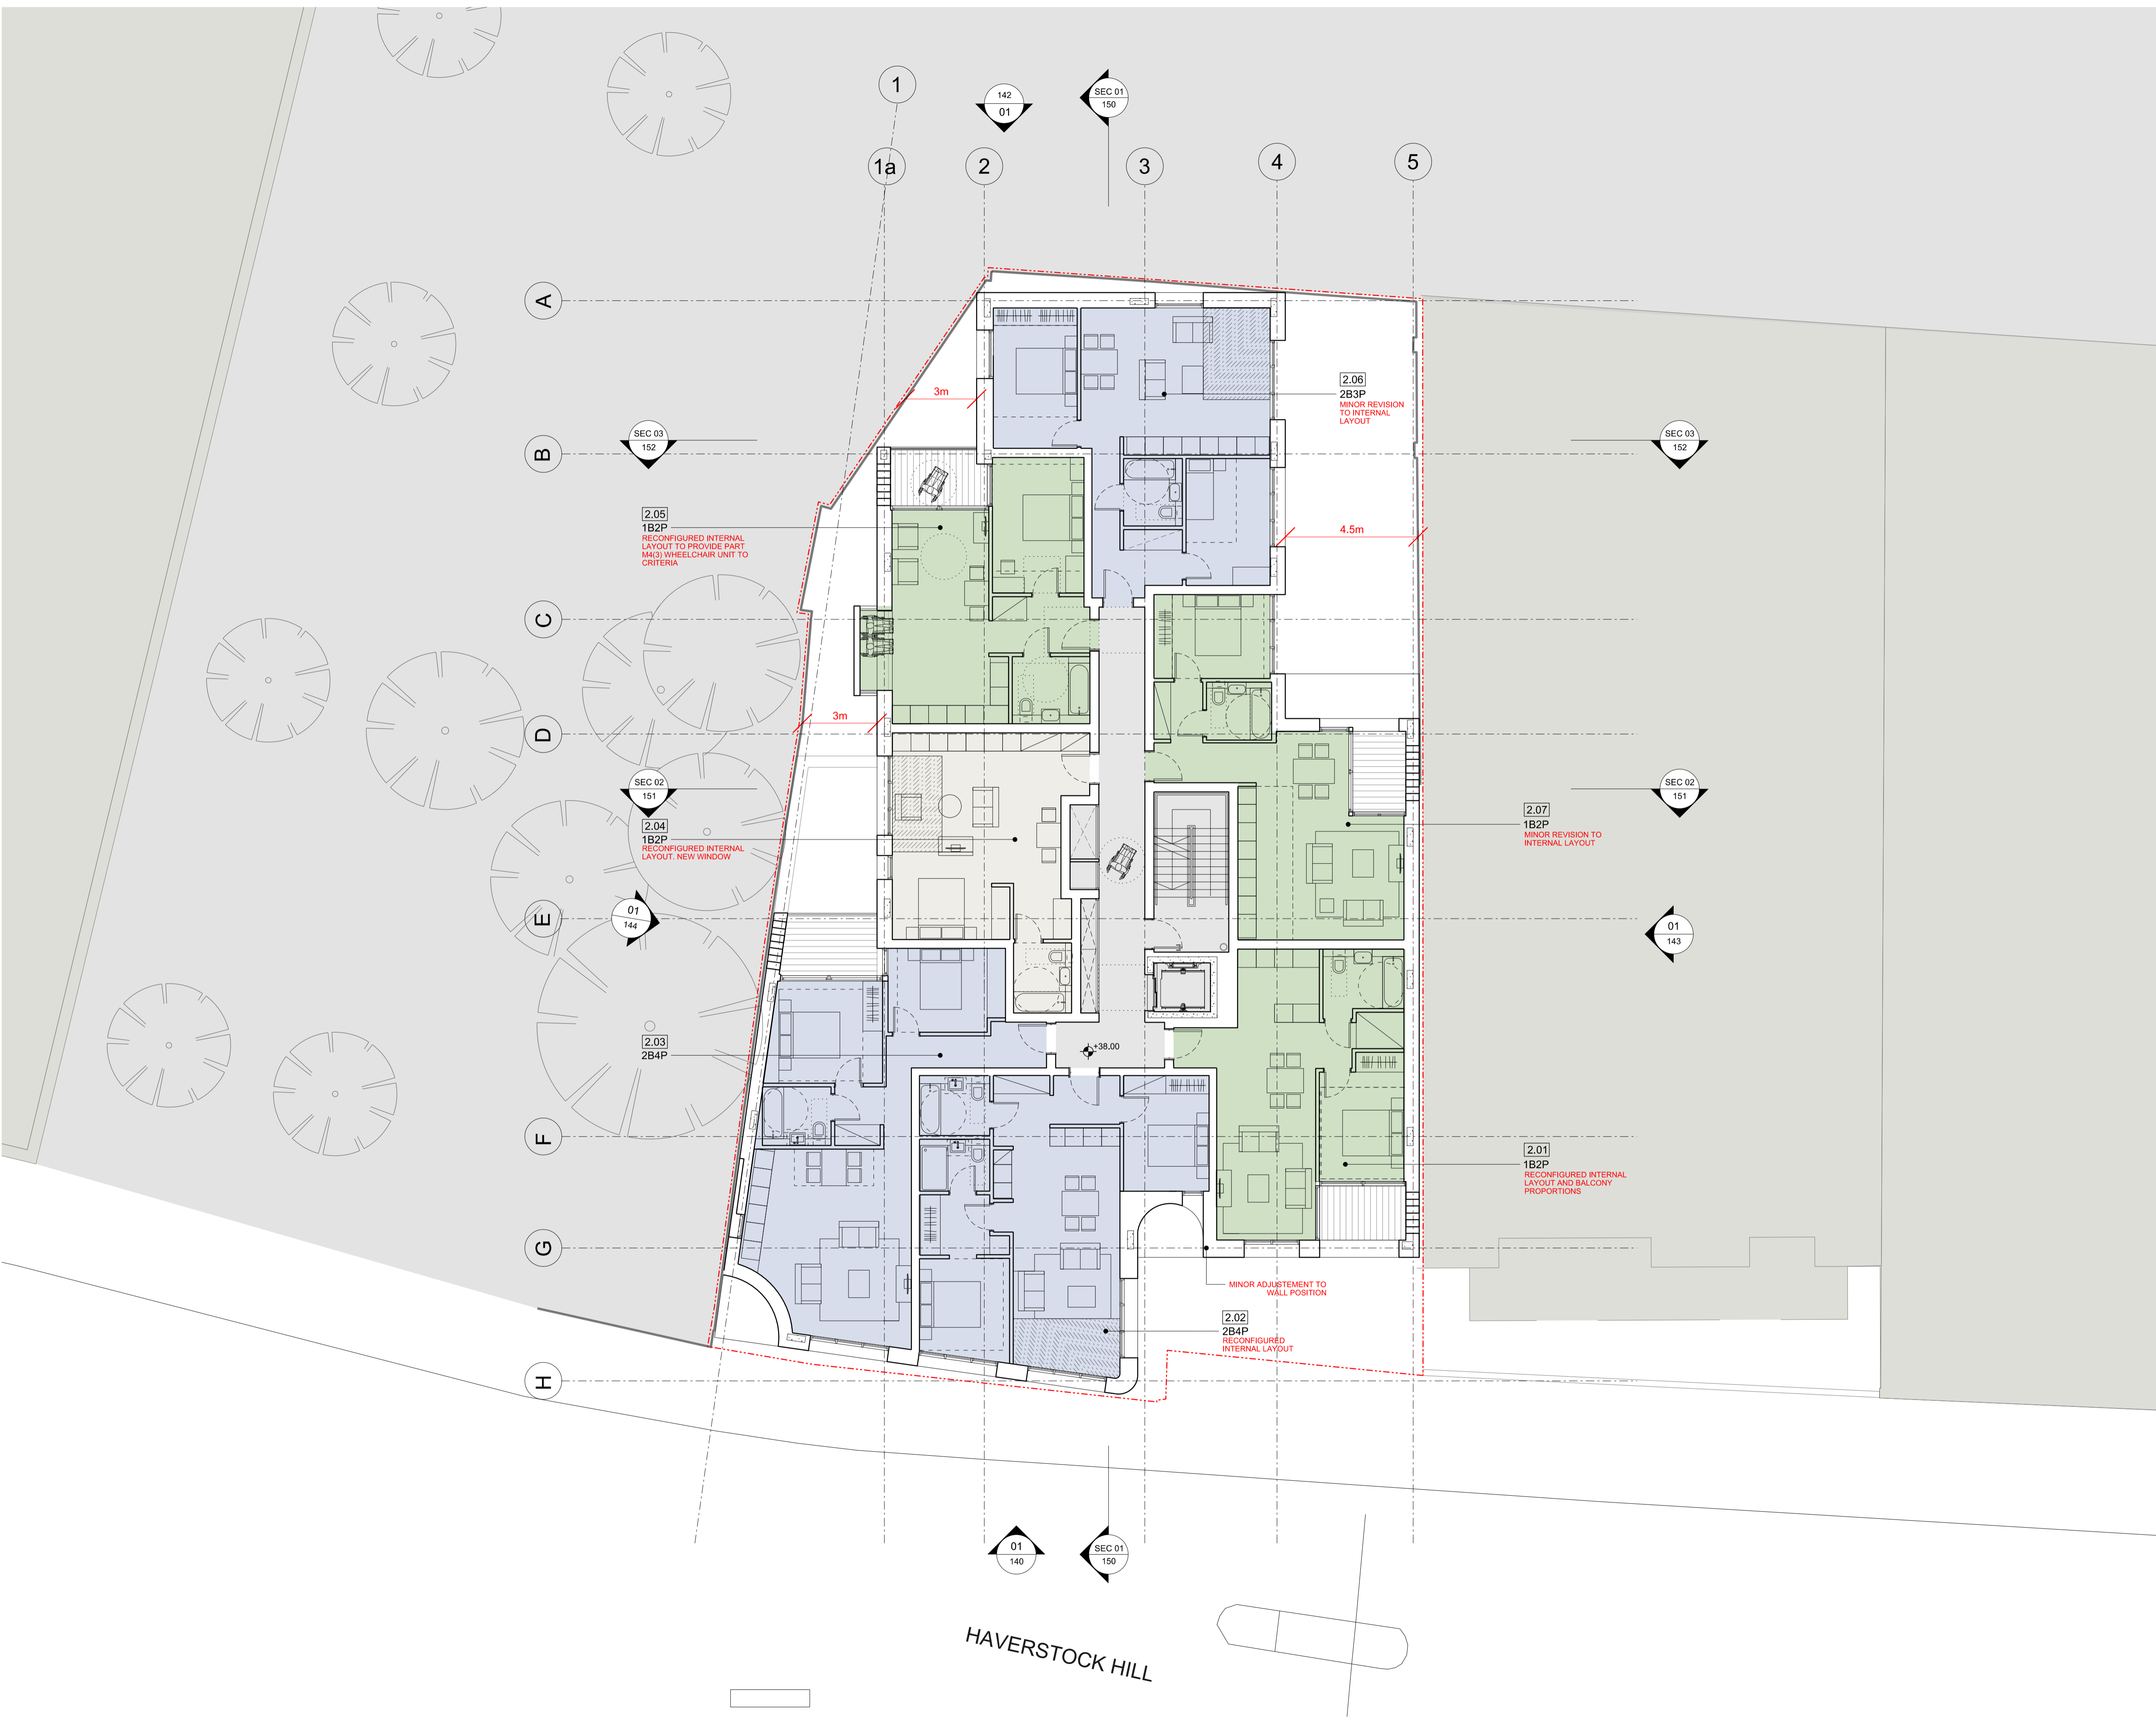 1
142
01
SEC 01
150
1a
2
3
4
5
A
2.06
2B3P
MINOR REVISION
TO INTERNAL
LAYOUT
3m
SEC 03
152
SEC 03
152
B
2.05
1B2P
RECONFIGURED INTERNAL
LAYOUT TO PROVIDE PART
M4(3) WHEELCHAIR UNIT TO
CRITERIA
4.5m
C
3m
D
SEC 02
151
SEC 02
151
2.04
1B2P
RECONFIGURED INTERNAL
LAYOUT. NEW WINDOW
2.07
1B2P
MINOR REVISION TO
INTERNAL LAYOUT
E
01
144
01
143
2.03
2B4P
+38.00
F
2.01
1B2P
RECONFIGURED INTERNAL
LAYOUT AND BALCONY
PROPORTIONS
G
MINOR ADJUSTEMENT TO
WALL POSITION
2.02
2B4P
RECONFIGURED
INTERNAL LAYOUT
H
01
140
SEC 01
150
HAVERSTOCK HILL